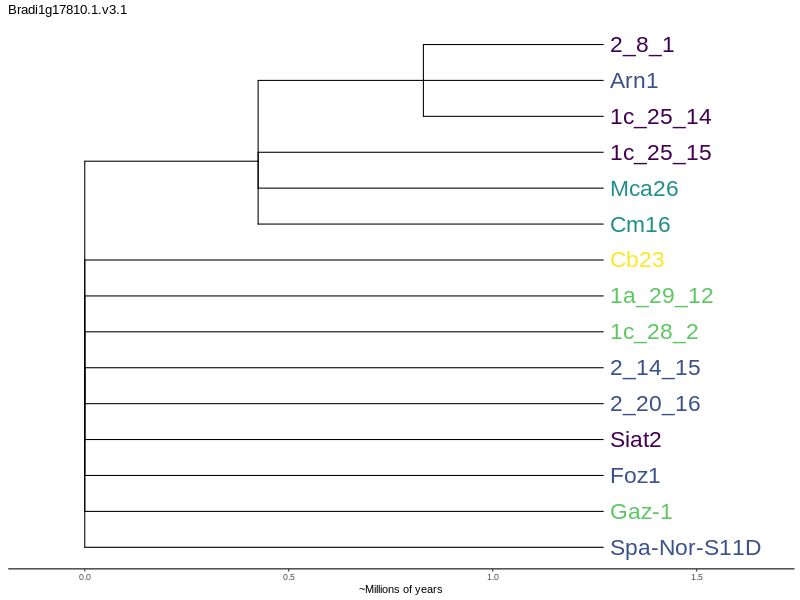 Bradi1g17810.1.v3.1
2_8_1
Arn1
1c_25_14
1c_25_15
Mca26
Cm16
Cb23
1a_29_12
1c_28_2
2_14_15
2_20_16
Siat2
Foz1
Gaz-1
Spa-Nor-S11D
0.0 0.5 1.0 1.5
~Millions of years